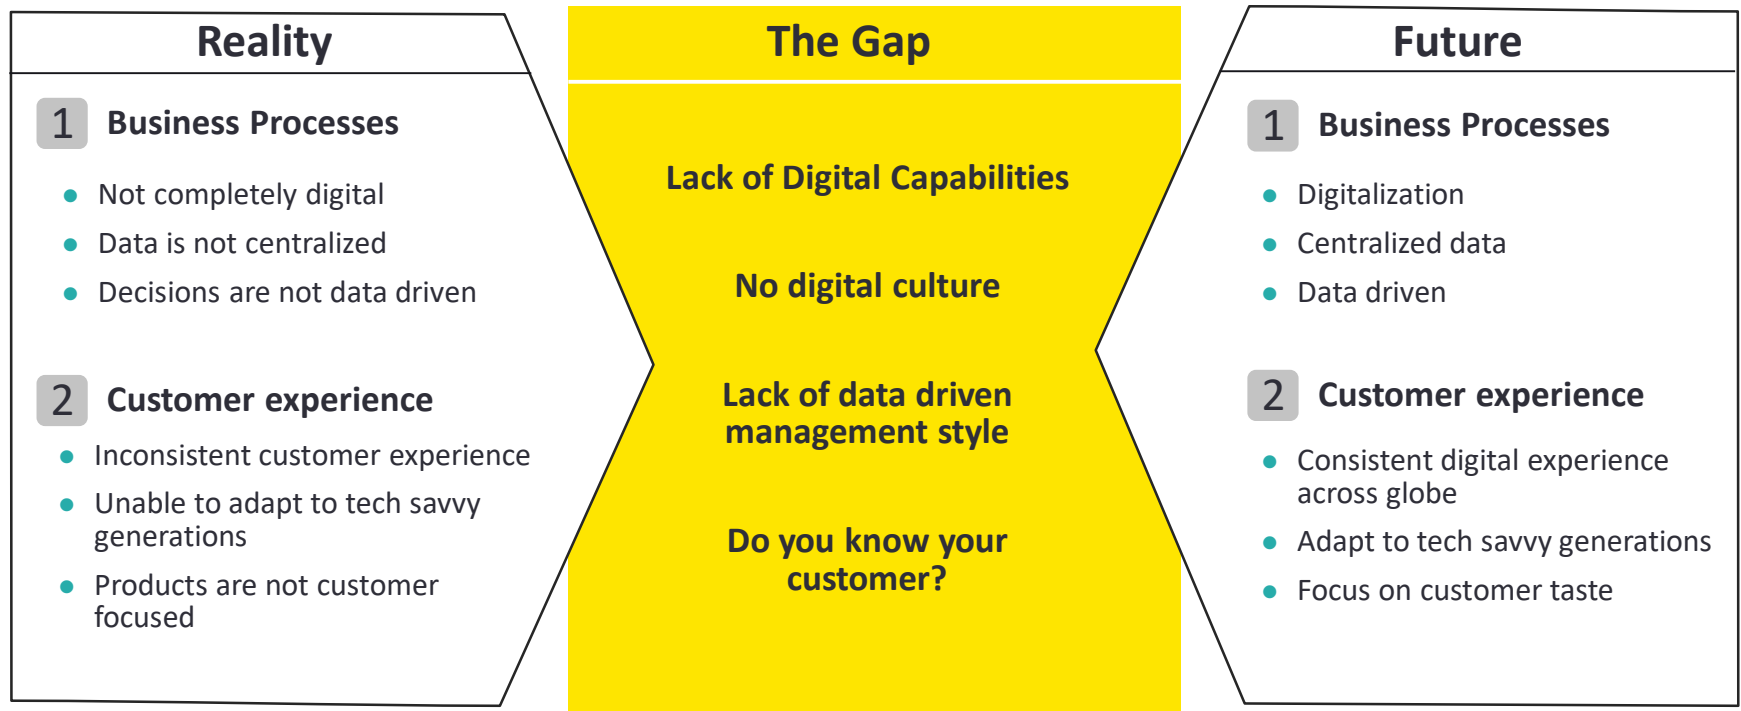 Reality
1 Business Processes
Not completely digital
Data is not centralized
Decisions are not data driven
2 Customer experience
Inconsistent customer experience
Unable to adapt to tech savvy
generations
Products are not customer
focused
The Gap
Lack of Digital Capabilities
No digital culture
Lack of data driven
management style
Do you know your
customer?
Future
1 Business Processes
Digitalization
Centralized data
Data driven
2 Customer experience
Consistent digital experience
across globe
Adapt to tech savvy generations
Focus on customer taste